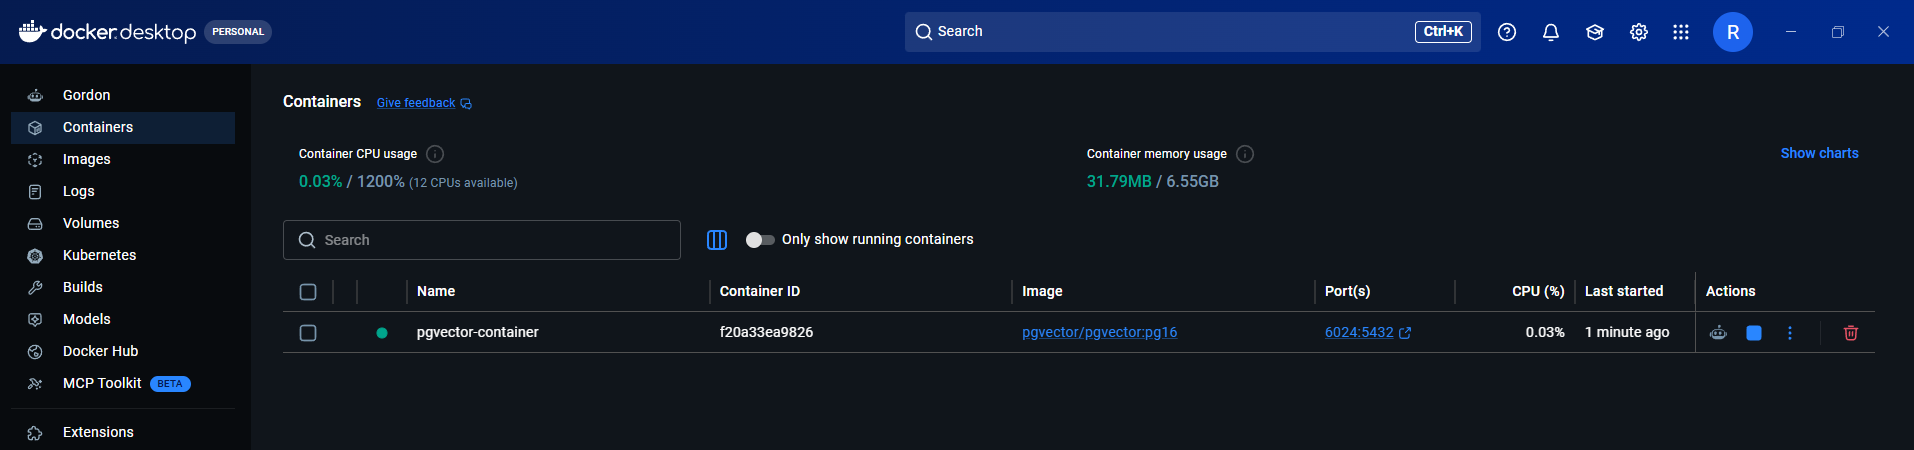 docker desktop PERSONAL
Search Ctrl+K
R
Gordon
Containers
Images
Logs
Volumes
Kubernetes
Builds
Models
Docker Hub
MCP Toolkit BETA
Extensions
Containers Give feedback
Container CPU usage
0.03% / 1200% (12 CPUs available)
Container memory usage
31.79MB / 6.55GB
Show charts
Search
Only show running containers
Name Container ID Image Port(s) CPU (%) Last started Actions
pgvector-container f20a33ea9826 pgvector/pgvector:pg16 6024:5432 0.03% 1 minute ago